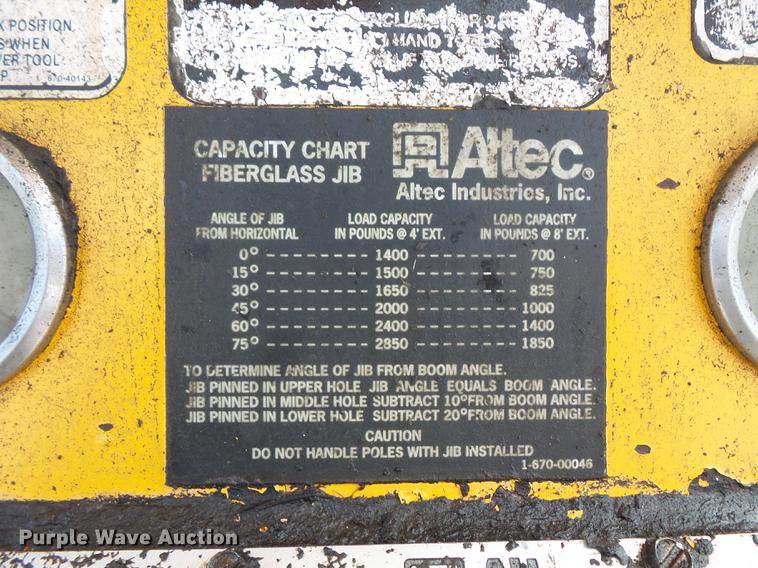 X POSITION.
S WHEN
VER TOOL
P.
670-40143
INCLUDE
HAND TOOLS
CAPACITY CHART
FIBERGLASS JIB
Altec
Altec Industries, Inc.
ANGLE OF JIB LOAD CAPACITY LOAD CAPACITY
FROM HORIZONTAL IN POUNDS @ 4' EXT. IN POUNDS @ 8' EXT.
0° 1400 700
15° 1500 750
30° 1650 825
45° 2000 1000
60° 2400 1400
75° 2850 1850
TO DETERMINE ANGLE OF JIB FROM BOOM ANGLE.
JIB PINNED IN UPPER HOLE JIB ANGLE EQUALS BOOM ANGLE.
JIB PINNED IN MIDDLE HOLE SUBTRACT 10° FROM BOOM ANGLE.
JIB PINNED IN LOWER HOLE SUBTRACT 20° FROM BOOM ANGLE.
CAUTION
DO NOT HANDLE POLES WITH JIB INSTALLED
1-670-00046
Purple Wave Auction